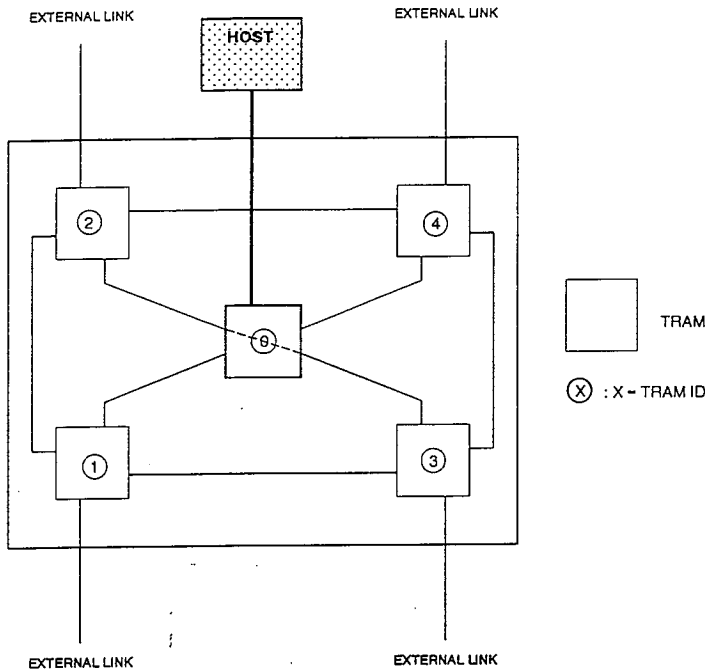 EXTERNAL LINK
EXTERNAL LINK
HOST
2
4
0
TRAM
X : X - TRAM ID
1
3
EXTERNAL LINK
EXTERNAL LINK